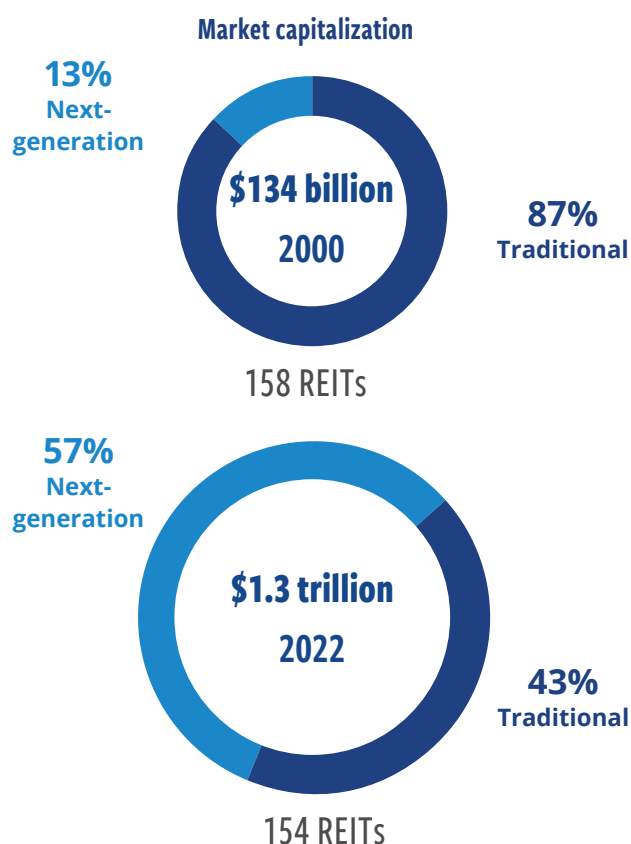 Market capitalization
13%
Next-
generation
$134 billion
2000
87%
Traditional
158 REITs
57%
Next-
generation
$1.3 trillion
2022
43%
Traditional
154 REITs